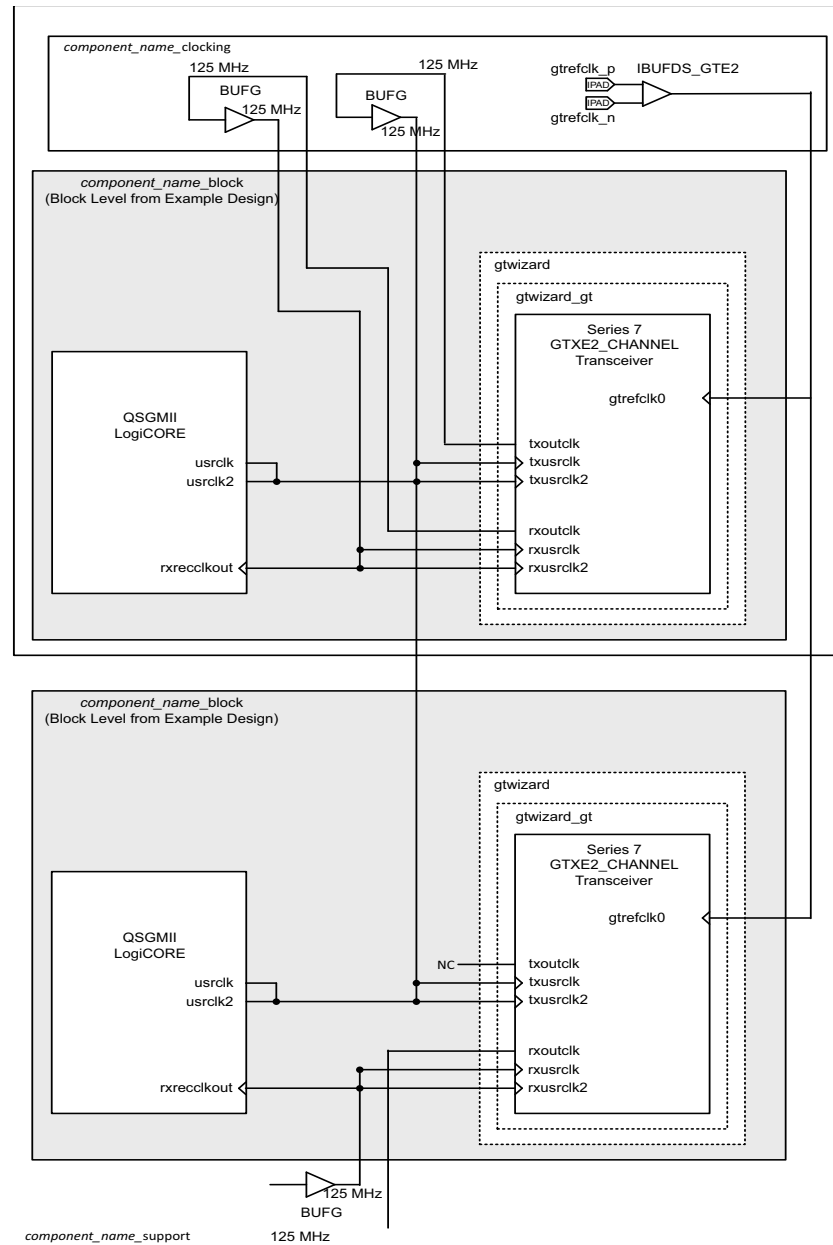 component_name_clocking
125 MHz
BUFG
125 MHz
125 MHz
BUFG
125 MHz
gtrefclk_p
IPAD
IBUFDS_GTE2
IPAD
gtrefclk_n
component_name_block
(Block Level from Example Design)
gtwizard
gtwizard_gt
Series 7
GTXE2_CHANNEL
Transceiver
gtrefclk0
QSGMII
LogiCORE
txoutclk
usrclk
txusrclk
usrclk2
txusrclk2
rxoutclk
rxusrclk
rxrecclkout
rxusrclk2
component_name_block
(Block Level from Example Design)
gtwizard
gtwizard_gt
Series 7
GTXE2_CHANNEL
Transceiver
gtrefclk0
QSGMII
LogiCORE
NC
txoutclk
usrclk
txusrclk
usrclk2
txusrclk2
rxoutclk
rxusrclk
rxrecclkout
rxusrclk2
125 MHz
BUFG
component_name_support
125 MHz